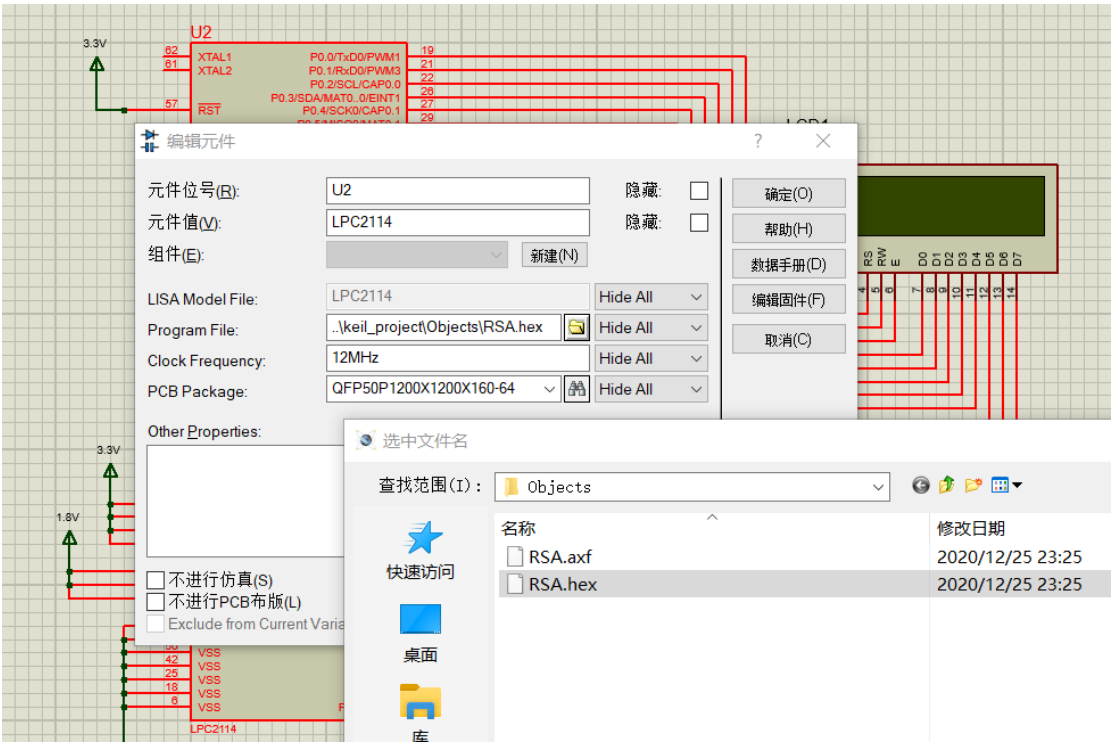 U2
3.3V
62 XTAL1 P0.0/TxD0/PWM1 19
61 XTAL2 P0.1/RxD0/PWM3 21
P0.2/SCL/CAP0.0 22
P0.3/SDA/MAT0..0/EINT1 26
57 RST P0.4/SCK0/CAP0.1 27
29
编辑元件 ?
元件位号(R): U2 隐藏: 确定(O)
元件值(V): LPC2114 隐藏: 帮助(H)
组件(E): 新建(N) 数据手册(D)
LISA Model File: LPC2114 Hide All 编辑固件(F)
Program File: ..\keil_project\Objects\RSA.hex Hide All 取消(C)
Clock Frequency: 12MHz Hide All
PCB Package: QFP50P1200X1200X160-64 Hide All
RS RW E D0 D1 D2 D3 D4 D5 D6 D7
4 5 6 7 8 9 10 11 12 13 14
Other Properties:
3.3V
1.8V
选中文件名
查找范围(I): Objects
名称 修改日期
RSA.axf 2020/12/25 23:25
RSA.hex 2020/12/25 23:25
快速访问
桌面
库
不进行仿真(S)
不进行PCB布版(L)
Exclude from Current Varia
VSS
42 VSS
25 VSS
18 VSS
6 VSS
LPC2114